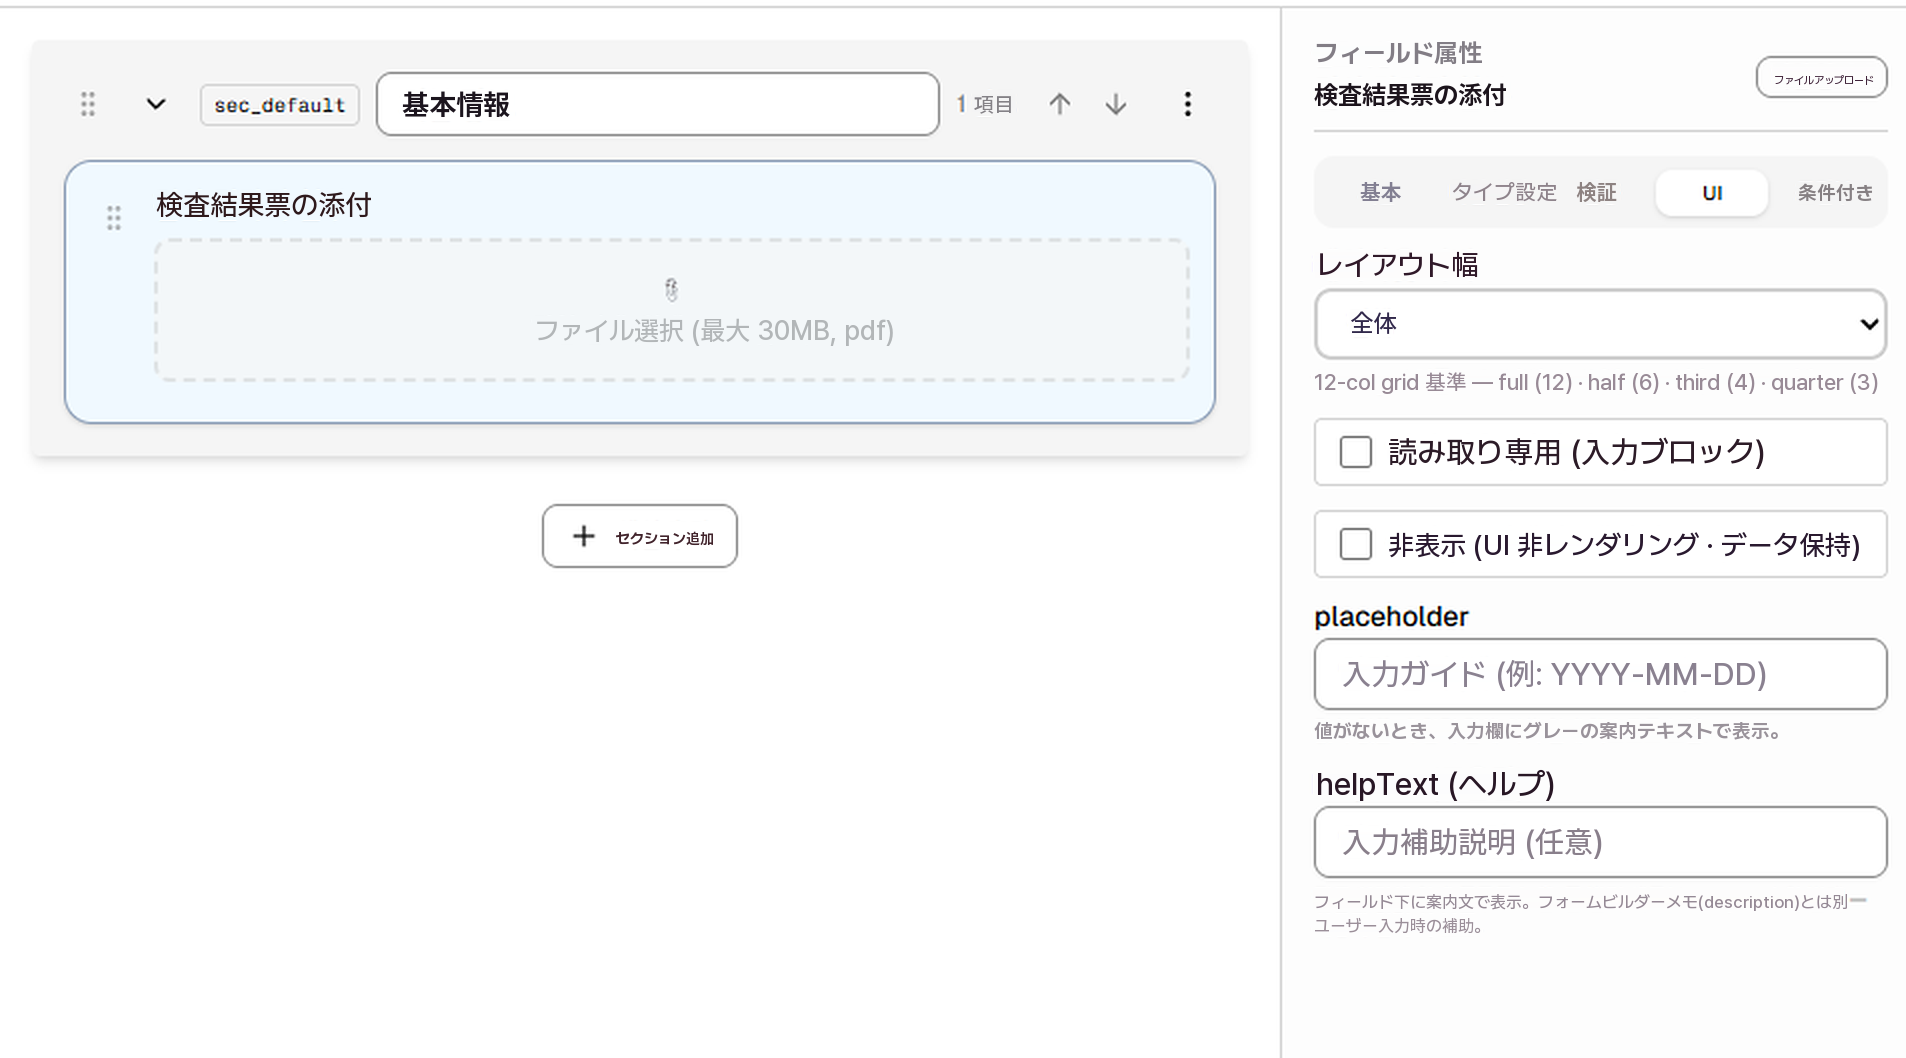 sec_default
基本情報
1 項目
検査結果票の添付
ファイル選択 (最大 30MB, pdf)
セクション追加
フィールド属性
検査結果票の添付
ファイルアップロード
基本 タイプ設定 検証 UI 条件付き
レイアウト幅
全体
12-col grid 基準 — full (12) · half (6) · third (4) · quarter (3)
読み取り専用 (入力ブロック)
非表示 (UI 非レンダリング · データ保持)
placeholder
入力ガイド (例: YYYY-MM-DD)
値がないとき、入力欄にグレーの案内テキストで表示。
helpText (ヘルプ)
入力補助説明 (任意)
フィールド下に案内文で表示。フォームビルダーメモ(description)とは別ー
ユーザー入力時の補助。